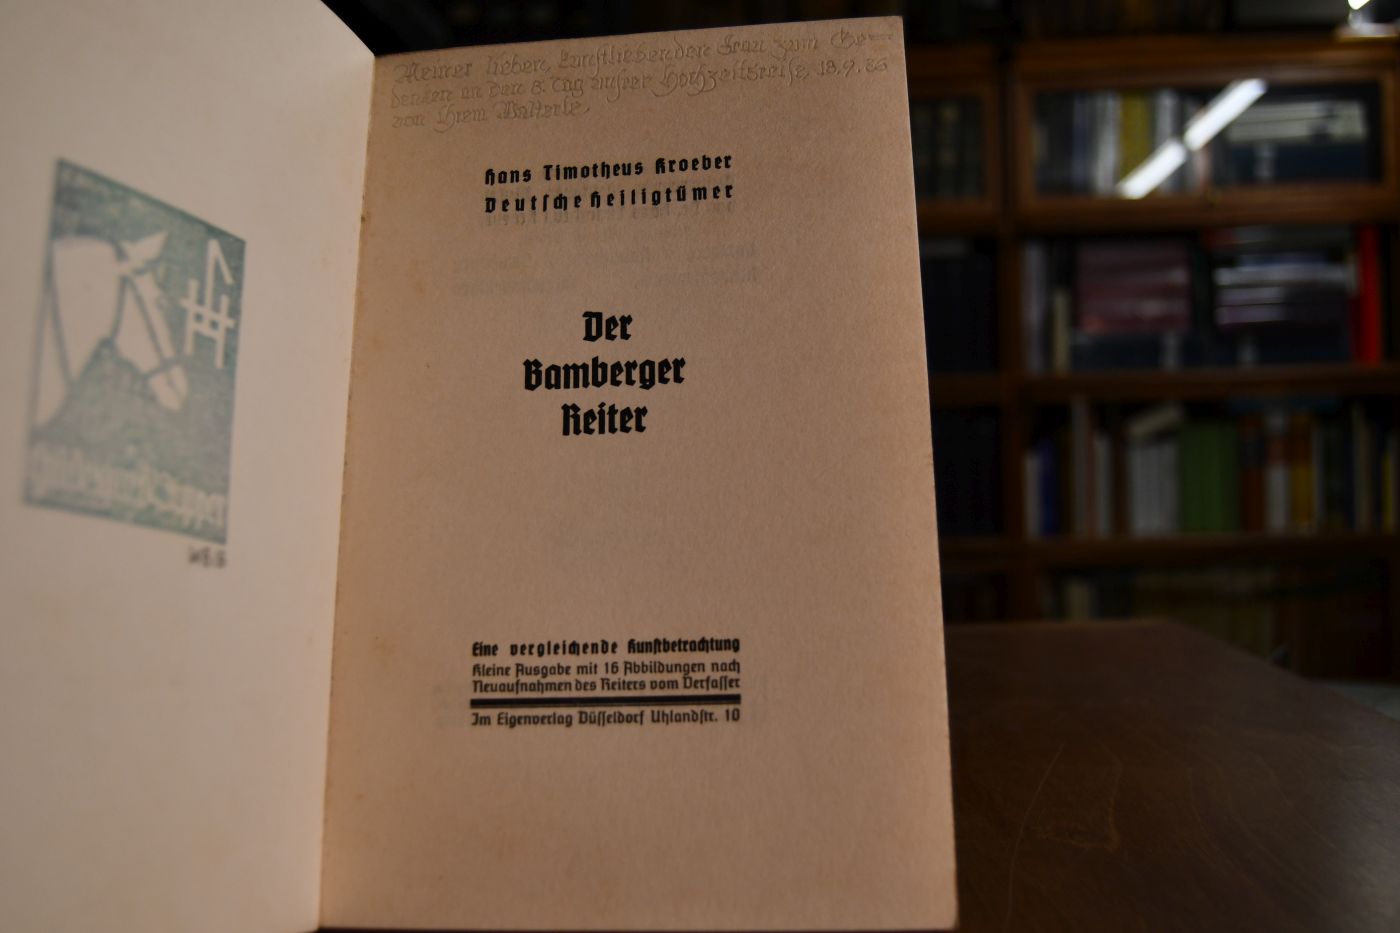 Meiner lieben, kunstliebenden Frau zum Ge=
denken an den 8. Tag unsrer Hochzeitsreise, 18.9.36
von ihrem Walterle,
Hans Timotheus Kroeber
Deutsche Heiligtümer
Der
Bamberger
Reiter
Eine vergleichende Kunstbetrachtung
Kleine Ausgabe mit 16 Abbildungen nach
Neuaufnahmen des Reiters vom Verfasser
Im Eigenverlag Düsseldorf Uhlandstr. 10